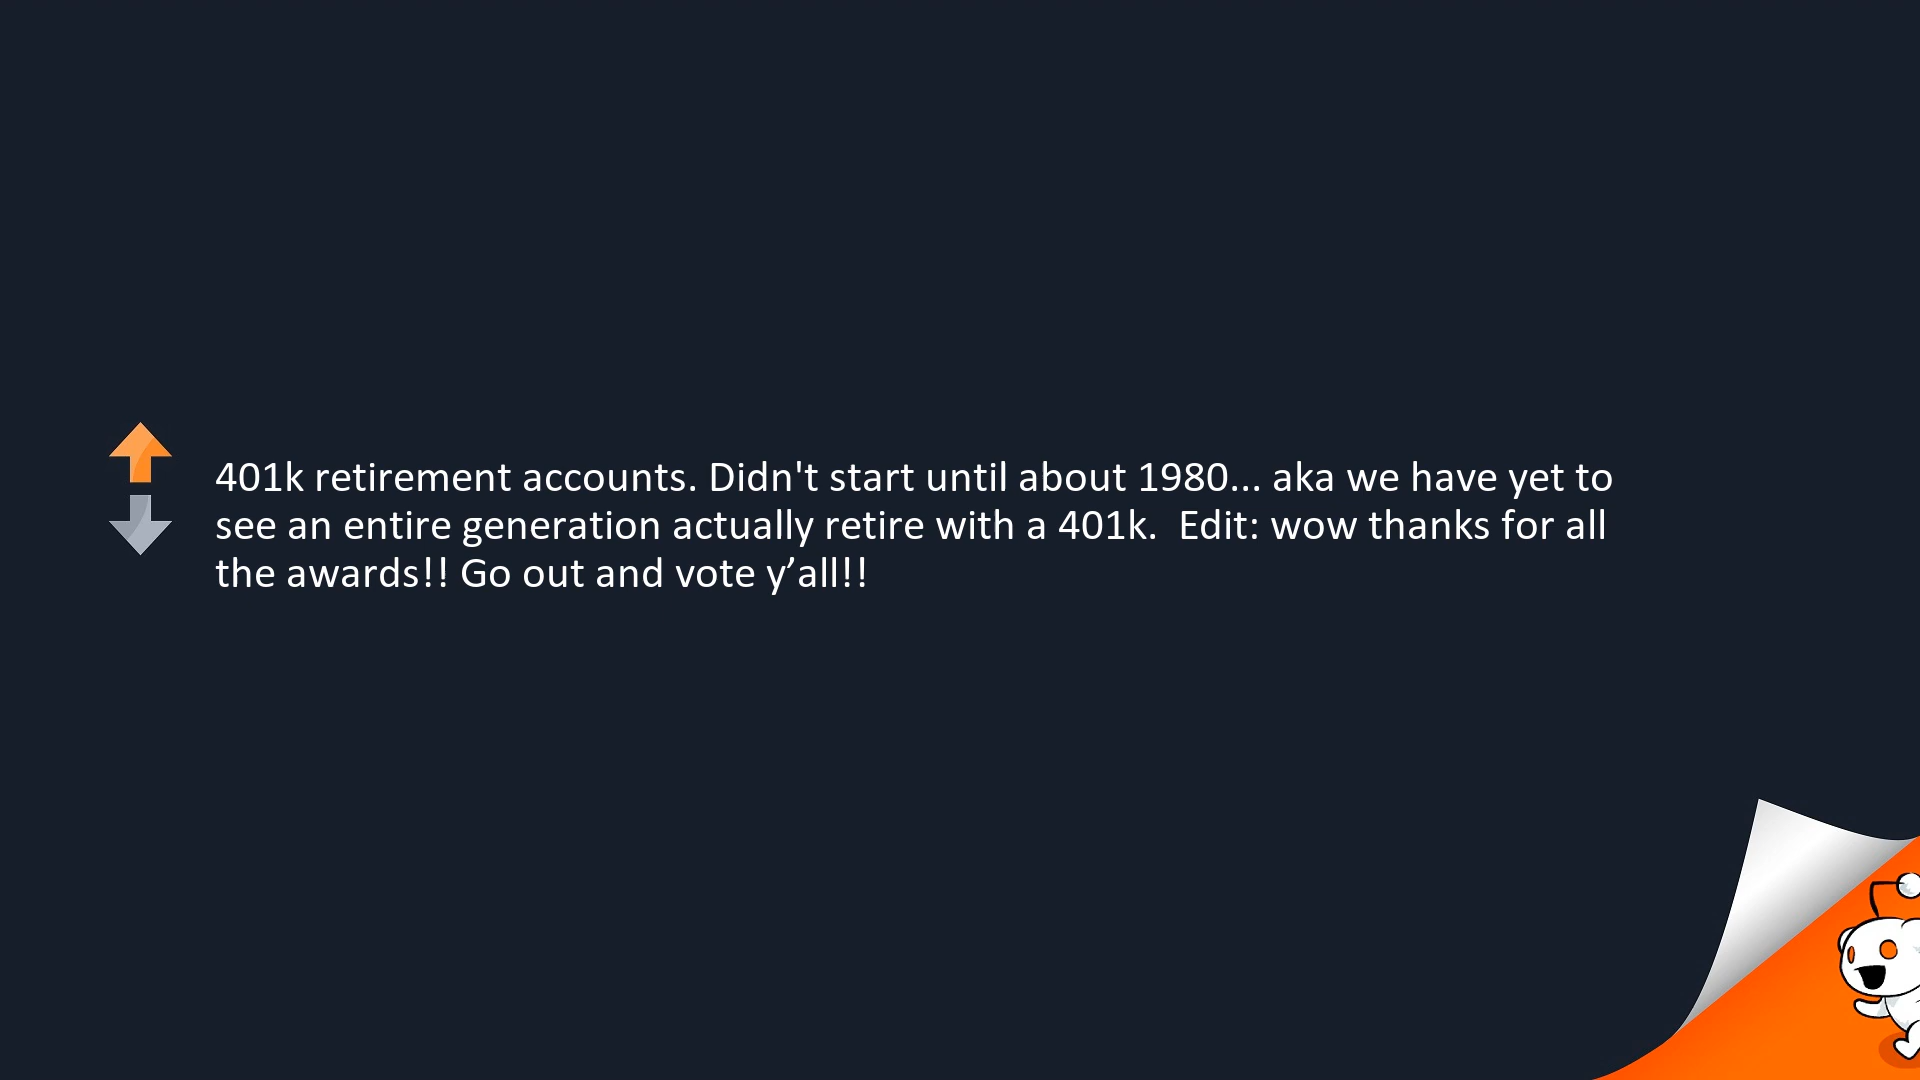 401k retirement accounts. Didn't start until about 1980... aka we have yet to
see an entire generation actually retire with a 401k.  Edit: wow thanks for all
the awards!! Go out and vote y’all!!